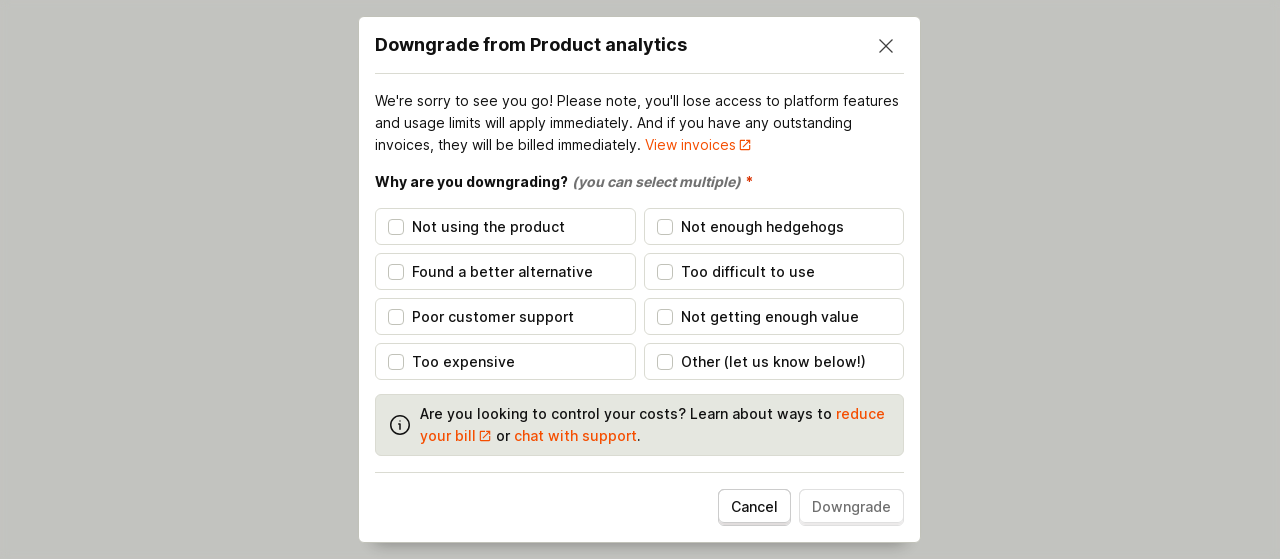 Downgrade from Product analytics
We're sorry to see you go! Please note, you'll lose access to platform features
and usage limits will apply immediately. And if you have any outstanding
invoices, they will be billed immediately. View invoices
Why are you downgrading? (you can select multiple) *
Not using the product
Not enough hedgehogs
Found a better alternative
Too difficult to use
Poor customer support
Not getting enough value
Too expensive
Other (let us know below!)
Are you looking to control your costs? Learn about ways to reduce
your bill or chat with support.
Cancel
Downgrade